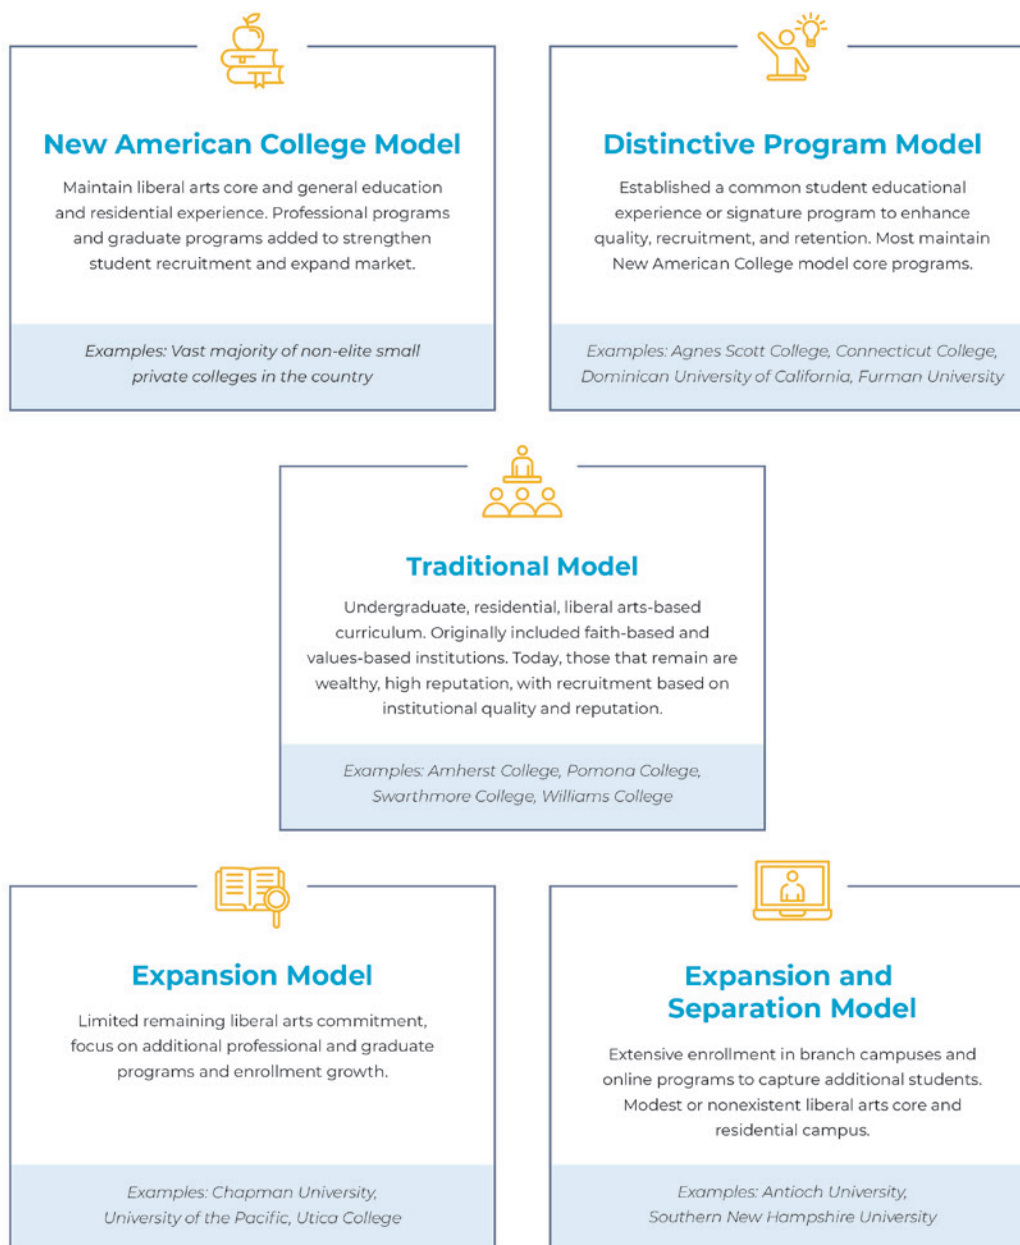 New American College Model
Maintain liberal arts core and general education
and residential experience. Professional programs
and graduate programs added to strengthen
student recruitment and expand market.
Examples: Vast majority of non-elite small
private colleges in the country
Distinctive Program Model
Established a common student educational
experience or signature program to enhance
quality, recruitment, and retention. Most maintain
New American College model core programs.
Examples: Agnes Scott College, Connecticut College,
Dominican University of California, Furman University
Traditional Model
Undergraduate, residential, liberal arts-based
curriculum. Originally included faith-based and
values-based institutions. Today, those that remain are
wealthy, high reputation, with recruitment based on
institutional quality and reputation.
Examples: Amherst College, Pomona College,
Swarthmore College, Williams College
Expansion Model
Limited remaining liberal arts commitment,
focus on additional professional and graduate
programs and enrollment growth.
Examples: Chapman University,
University of the Pacific, Utica College
Expansion and
Separation Model
Extensive enrollment in branch campuses and
online programs to capture additional students.
Modest or nonexistent liberal arts core and
residential campus.
Examples: Antioch University,
Southern New Hampshire University